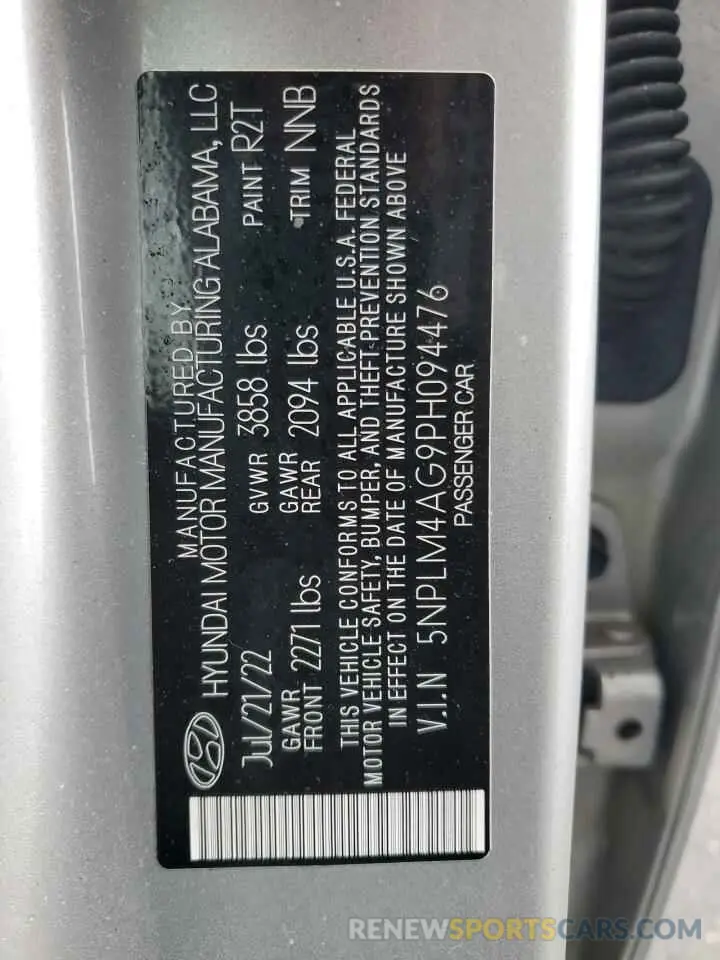 MANUFACTURED BY
HYUNDAI MOTOR MANUFACTURING ALABAMA, LLC
Jul/21/22 GVWR 3858 lbs PAINT R2T
GAWR FRONT 2271 lbs GAWR REAR 2094 lbs TRIM NNB
THIS VEHICLE CONFORMS TO ALL APPLICABLE U.S.A. FEDERAL
MOTOR VEHICLE SAFETY, BUMPER, AND THEFT PREVENTION STANDARDS
IN EFFECT ON THE DATE OF MANUFACTURE SHOWN ABOVE
V.I.N 5NPLM4AG9PH094476
PASSENGER CAR
RENEWSPORTSCARS.COM